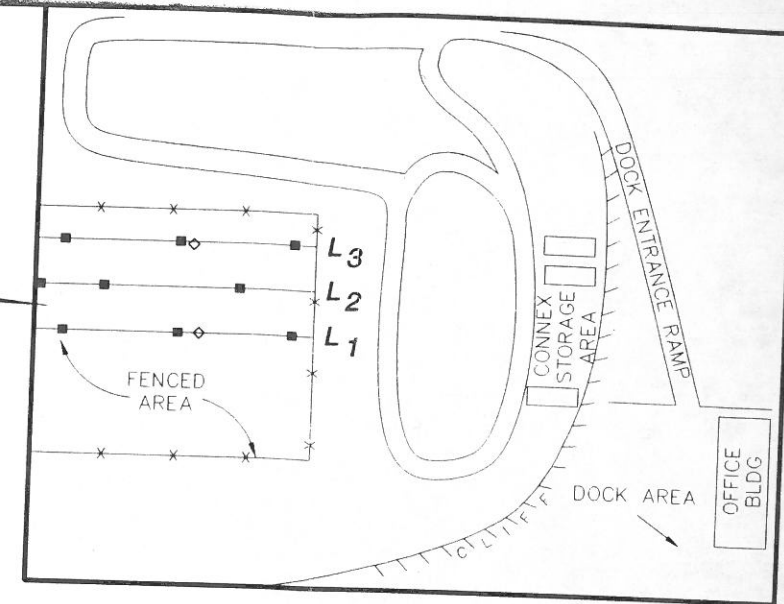 DOCK ENTRANCE RAMP
L3
L2
L1
CONNEX
STORAGE
AREA
FENCED
AREA
DOCK AREA
OFFICE
BLDG
CLIFF